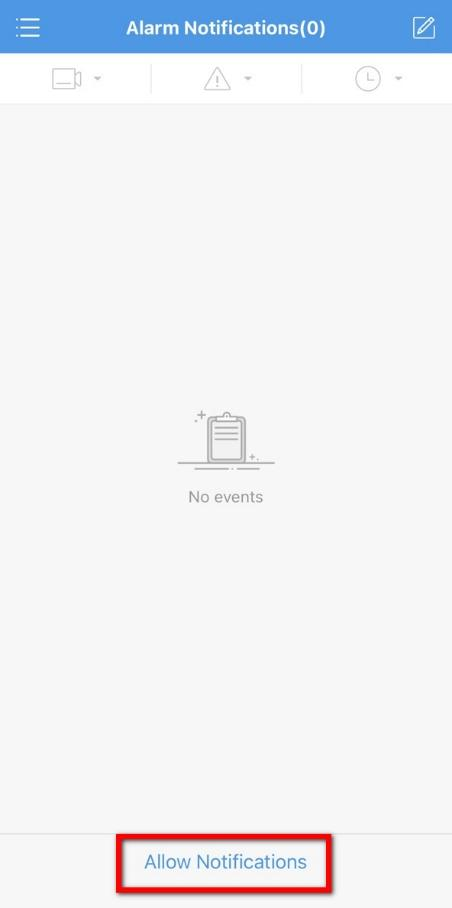 Alarm Notifications(0)
No events
Allow Notifications